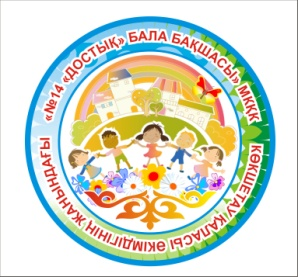 «№14 «ДОСТЫҚ» БАЛА БАҚШАСЫ» МКҚК
КӨКШЕТАУ ҚАЛАСЫ ӘКІМДІГІНІҢ ЖАНЫНДАҒЫ